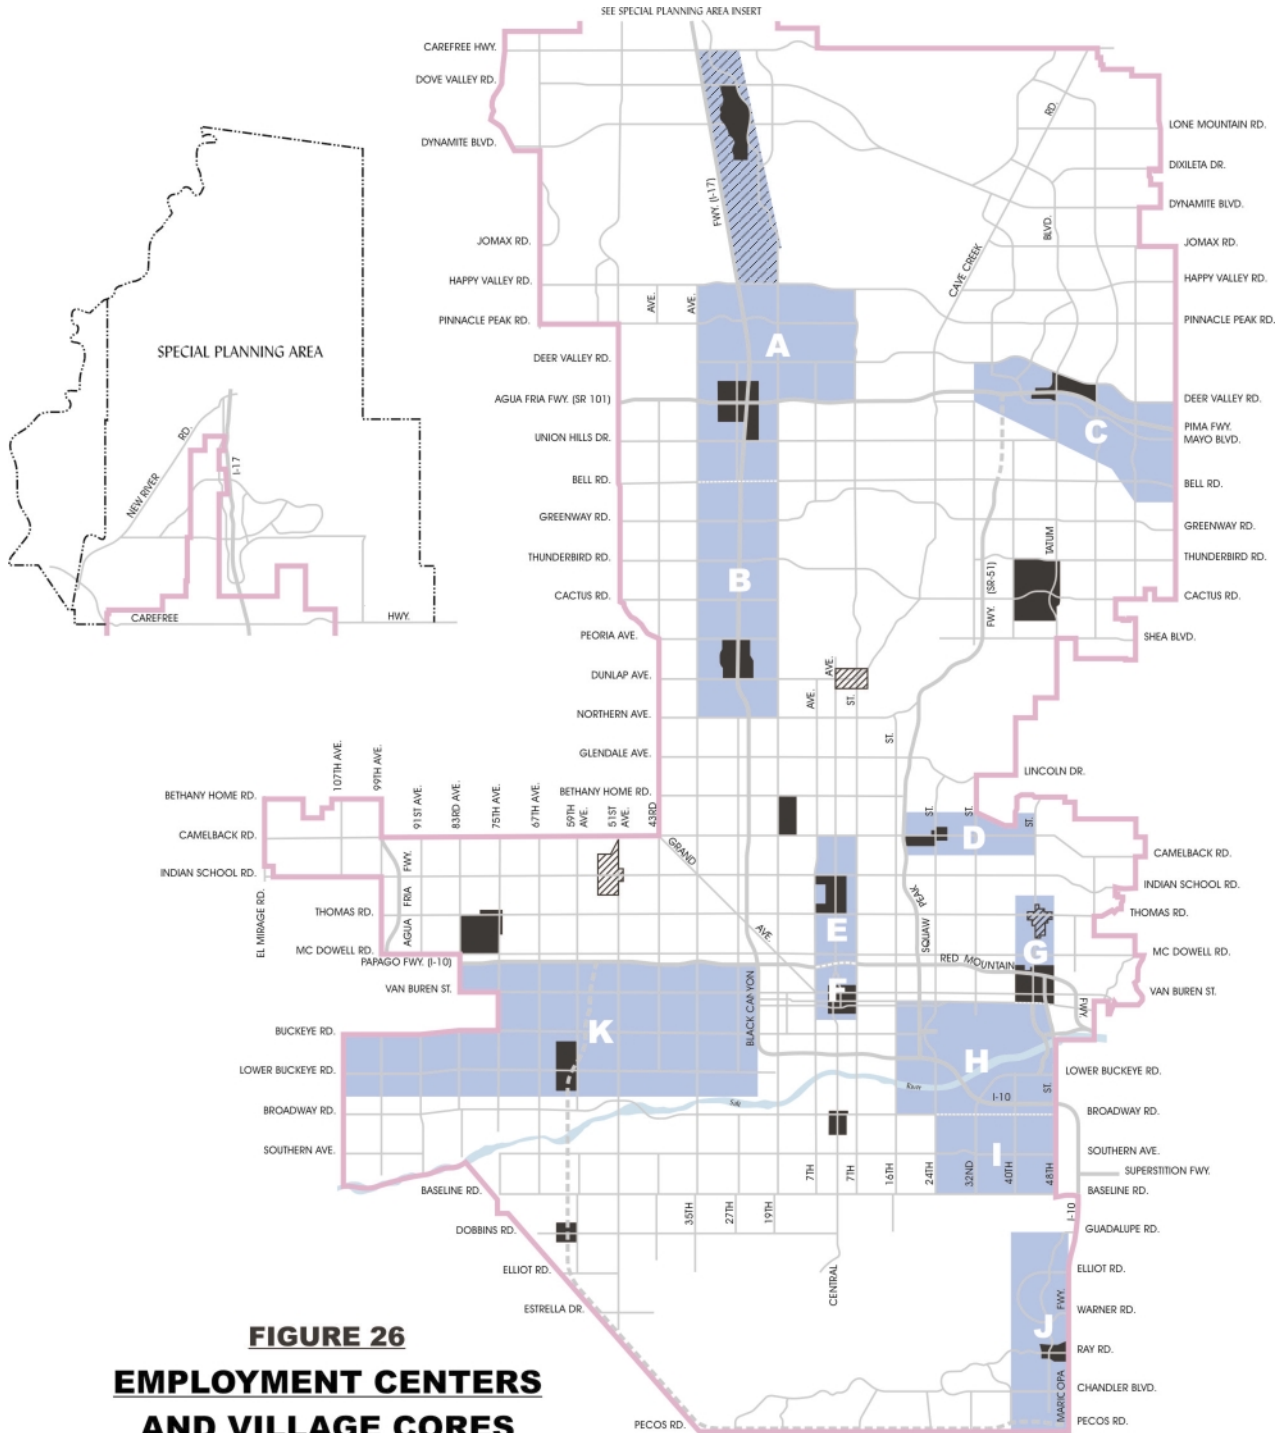 SEE SPECIAL PLANNING AREA INSERT
CAREFREE HWY.
DOVE VALLEY RD.
DYNAMITE BLVD.
JOMAX RD.
HAPPY VALLEY RD.
PINNACLE PEAK RD.
DEER VALLEY RD.
AGUA FRIA FWY. (SR 101)
UNION HILLS DR.
BELL RD.
GREENWAY RD.
THUNDERBIRD RD.
CACTUS RD.
PEORIA AVE.
DUNLAP AVE.
NORTHERN AVE.
GLENDALE AVE.
BETHANY HOME RD.
LONE MOUNTAIN RD.
DIXILETA DR.
DYNAMITE BLVD.
JOMAX RD.
HAPPY VALLEY RD.
PINNACLE PEAK RD.
DEER VALLEY RD.
PIMA FWY.
MAYO BLVD.
BELL RD.
GREENWAY RD.
THUNDERBIRD RD.
CACTUS RD.
SHEA BLVD.
LINCOLN DR.
FWY. (I-17)
AVE.
AVE.
CAVE CREEK
RD.
BLVD.
TATUM
FWY. (SR-51)
A
B
C
SPECIAL PLANNING AREA
NEW RIVER
RD.
I-17
CAREFREE
HWY.
AVE.
AVE.
ST.
ST.
ST.
ST.
ST.
107TH AVE.
99TH AVE.
91ST AVE.
83RD AVE.
75TH AVE.
67TH AVE.
59TH
AVE.
51ST
AVE.
43RD
BETHANY HOME RD.
CAMELBACK RD.
INDIAN SCHOOL RD.
THOMAS RD.
MC DOWELL RD.
PAPAGO FWY. (I-10)
VAN BUREN ST.
BUCKEYE RD.
LOWER BUCKEYE RD.
BROADWAY RD.
SOUTHERN AVE.
BASELINE RD.
DOBBINS RD.
ELLIOT RD.
ESTRELLA DR.
PECOS RD.
EL MIRAGE RD.
AGUA FRIA FWY.
GRAND
AVE.
BLACK CANYON
SQUAW PEAK
RED MOUNTAIN
FWY.
CAMELBACK RD.
INDIAN SCHOOL RD.
THOMAS RD.
MC DOWELL RD.
VAN BUREN ST.
LOWER BUCKEYE RD.
BROADWAY RD.
SOUTHERN AVE.
SUPERSTITION FWY.
BASELINE RD.
GUADALUPE RD.
ELLIOT RD.
WARNER RD.
RAY RD.
CHANDLER BLVD.
PECOS RD.
D
E
F
G
H
I
J
K
Salt
River
I-10
ST.
35TH
27TH
19TH
7TH
7TH
16TH
24TH
32ND
40TH
48TH
CENTRAL
I-10
MARICOPA
FWY.
FIGURE 26
EMPLOYMENT CENTERS
AND VILLAGE CORES